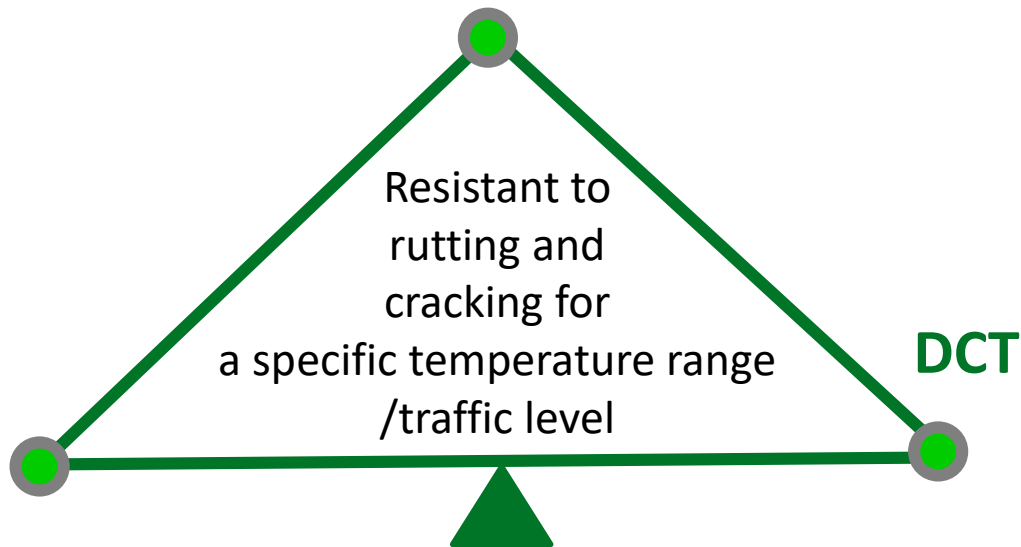 Resistant to
rutting and
cracking for
a specific temperature range
/traffic level
DCT